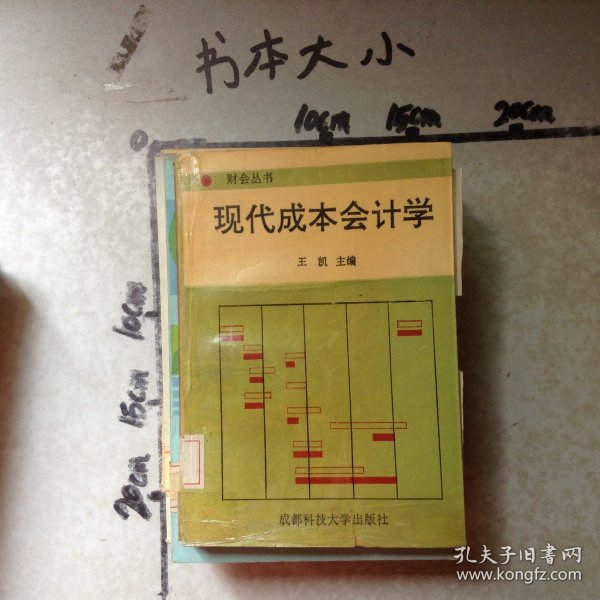 书本大小
10cm 15cm 20cm
0
财会丛书
现代成本会计学
王凯 主编
10cm
15cm
20cm
成都科技大学出版社
孔夫子旧书网
www.kongfz.com